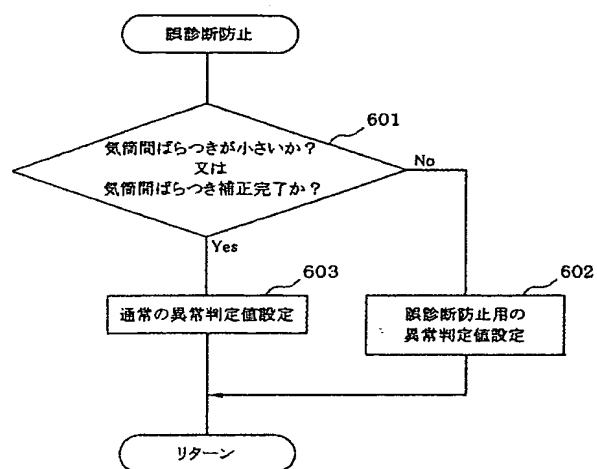 誤診断防止
601
気筒間ばらつきが小さいか?
又は
気筒間ばらつき補正完了か?
No
Yes
603
通常の異常判定値設定
602
誤診断防止用の
異常判定値設定
リターン